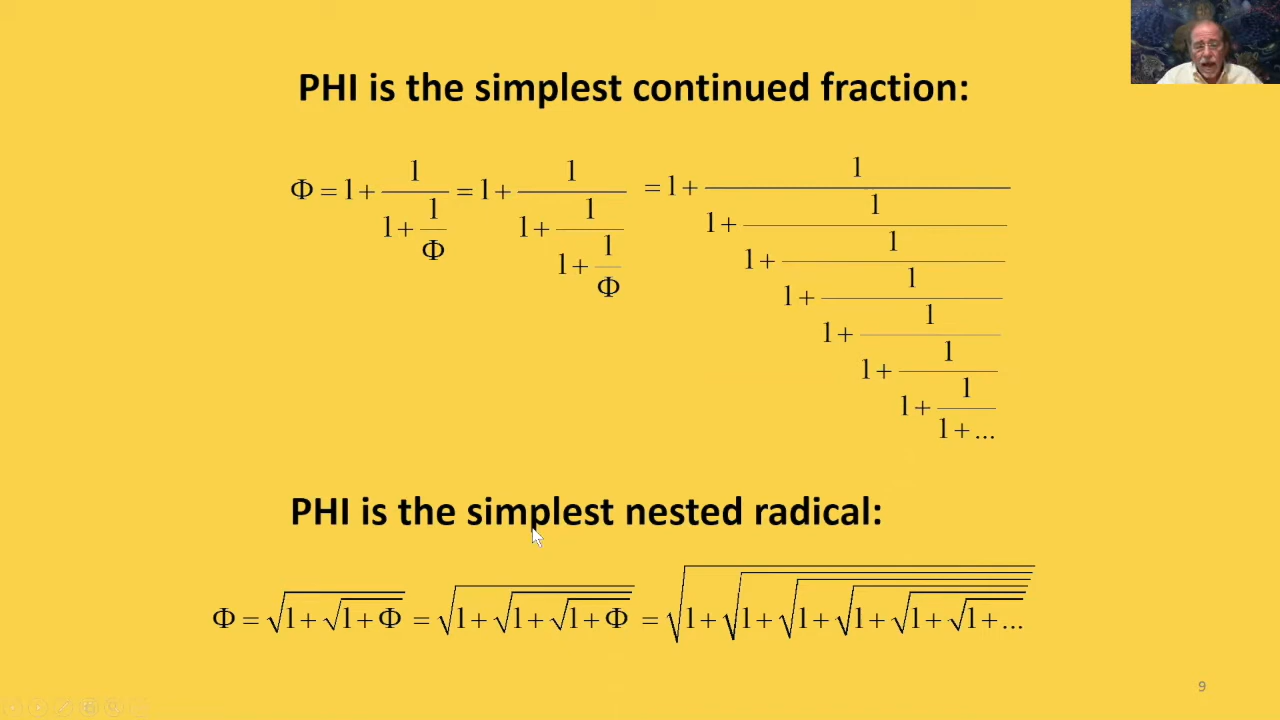 PHI is the simplest continued fraction:
Φ = 1 + 1/(1 + 1/Φ) = 1 + 1/(1 + 1/(1 + 1/Φ)) = 1 + 1/(1 + 1/(1 + 1/(1 + 1/(1 + 1/(1 + 1/(1 + 1/(1 + ...)))))))
PHI is the simplest nested radical:
Φ = √(1 + √(1 + Φ)) = √(1 + √(1 + √(1 + Φ))) = √(1 + √(1 + √(1 + √(1 + √(1 + √(1 + ...))))))
9